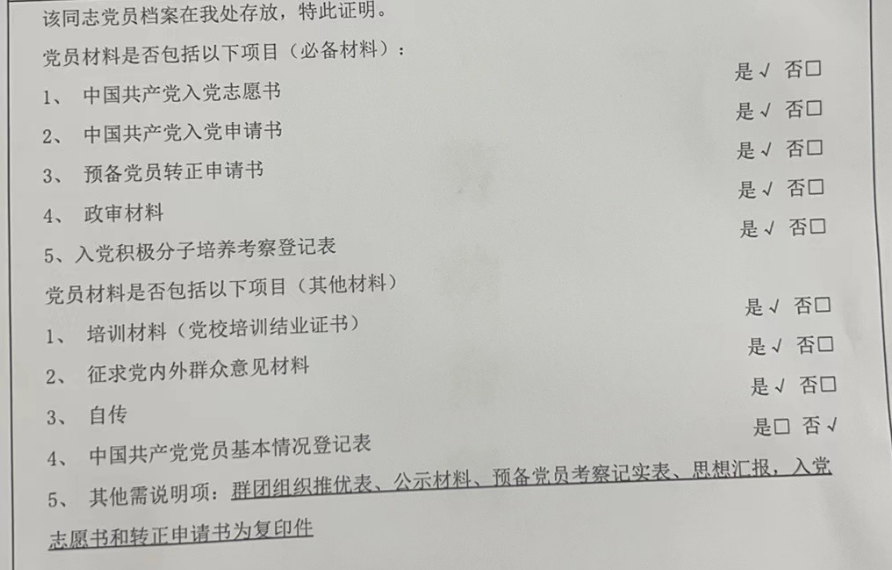 该同志党员档案在我处存放，特此证明。
党员材料是否包括以下项目（必备材料）：
1、 中国共产党入党志愿书 是√ 否□
2、 中国共产党入党申请书 是√ 否□
3、 预备党员转正申请书 是√ 否□
4、 政审材料 是√ 否□
5、入党积极分子培养考察登记表 是√ 否□
党员材料是否包括以下项目（其他材料）
1、 培训材料（党校培训结业证书） 是√ 否□
2、 征求党内外群众意见材料 是√ 否□
3、 自传 是√ 否□
4、 中国共产党党员基本情况登记表 是□ 否√
5、 其他需说明项：群团组织推优表、公示材料、预备党员考察记实表、思想汇报，入党
志愿书和转正申请书为复印件